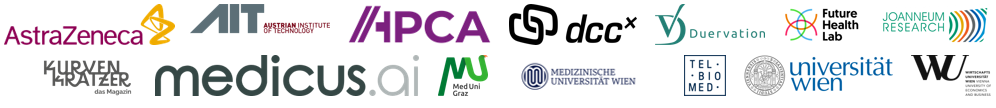 AstraZeneca
AIT AUSTRIAN INSTITUTE
OF TECHNOLOGY
HPCA
dccx
Duervation
Future
Health
Lab
JOANNEUM
RESEARCH
KURVEN
KRATZER
das Magazin
medicus.ai
MU
Med Uni
Graz
MEDIZINISCHE
UNIVERSITÄT WIEN
TEL
BIO
MED
universität
wien
WU
WIRTSCHAFTS
UNIVERSITÄT
WIEN VIENNA
UNIVERSITY OF
ECONOMICS
AND BUSINESS